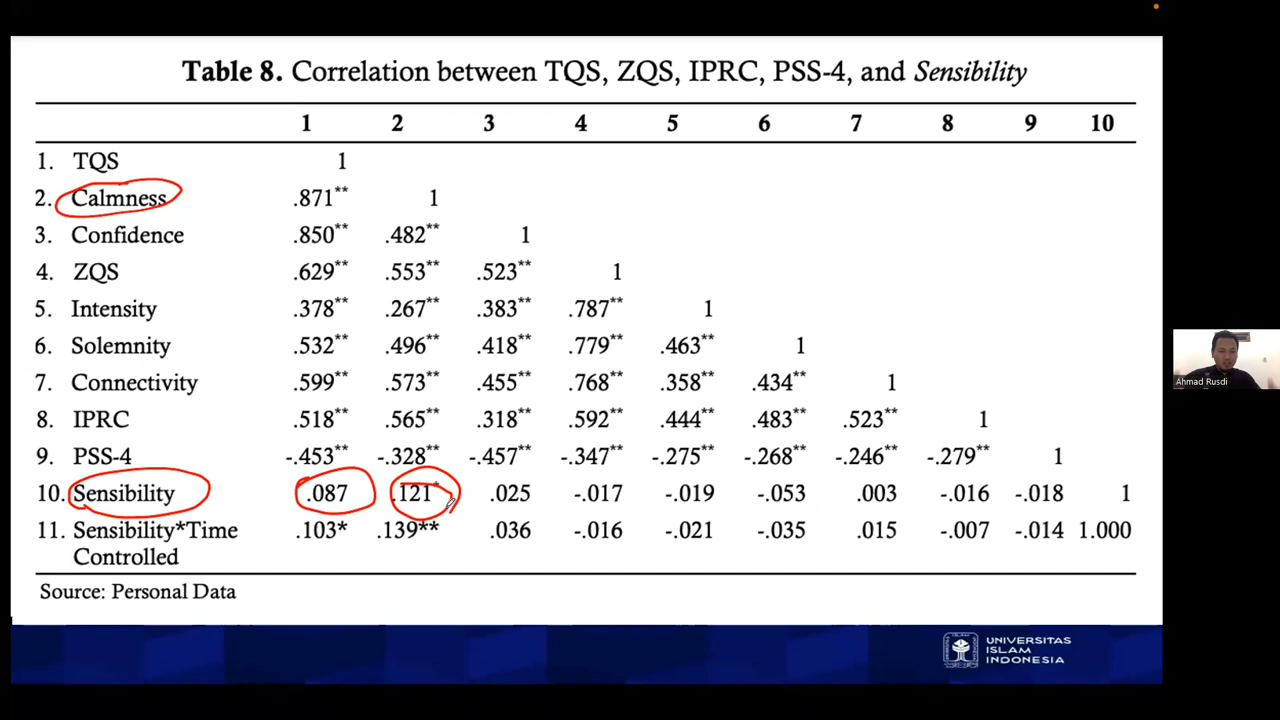 Table 8. Correlation between TQS, ZQS, IPRC, PSS-4, and Sensibility
1 2 3 4 5 6 7 8 9 10
1. TQS 1
2. Calmness .871** 1
3. Confidence .850** .482** 1
4. ZQS .629** .553** .523** 1
5. Intensity .378** .267** .383** .787** 1
6. Solemnity .532** .496** .418** .779** .463** 1
7. Connectivity .599** .573** .455** .768** .358** .434** 1
8. IPRC .518** .565** .318** .592** .444** .483** .523** 1
9. PSS-4 -.453** -.328** -.457** -.347** -.275** -.268** -.246** -.279** 1
10. Sensibility .087 .121* .025 -.017 -.019 -.053 .003 -.016 -.018 1
11. Sensibility*Time .103* .139** .036 -.016 -.021 -.035 .015 -.007 -.014 1.000
Controlled
Source: Personal Data
UNIVERSITAS
ISLAM
INDONESIA
Ahmad Rusdi